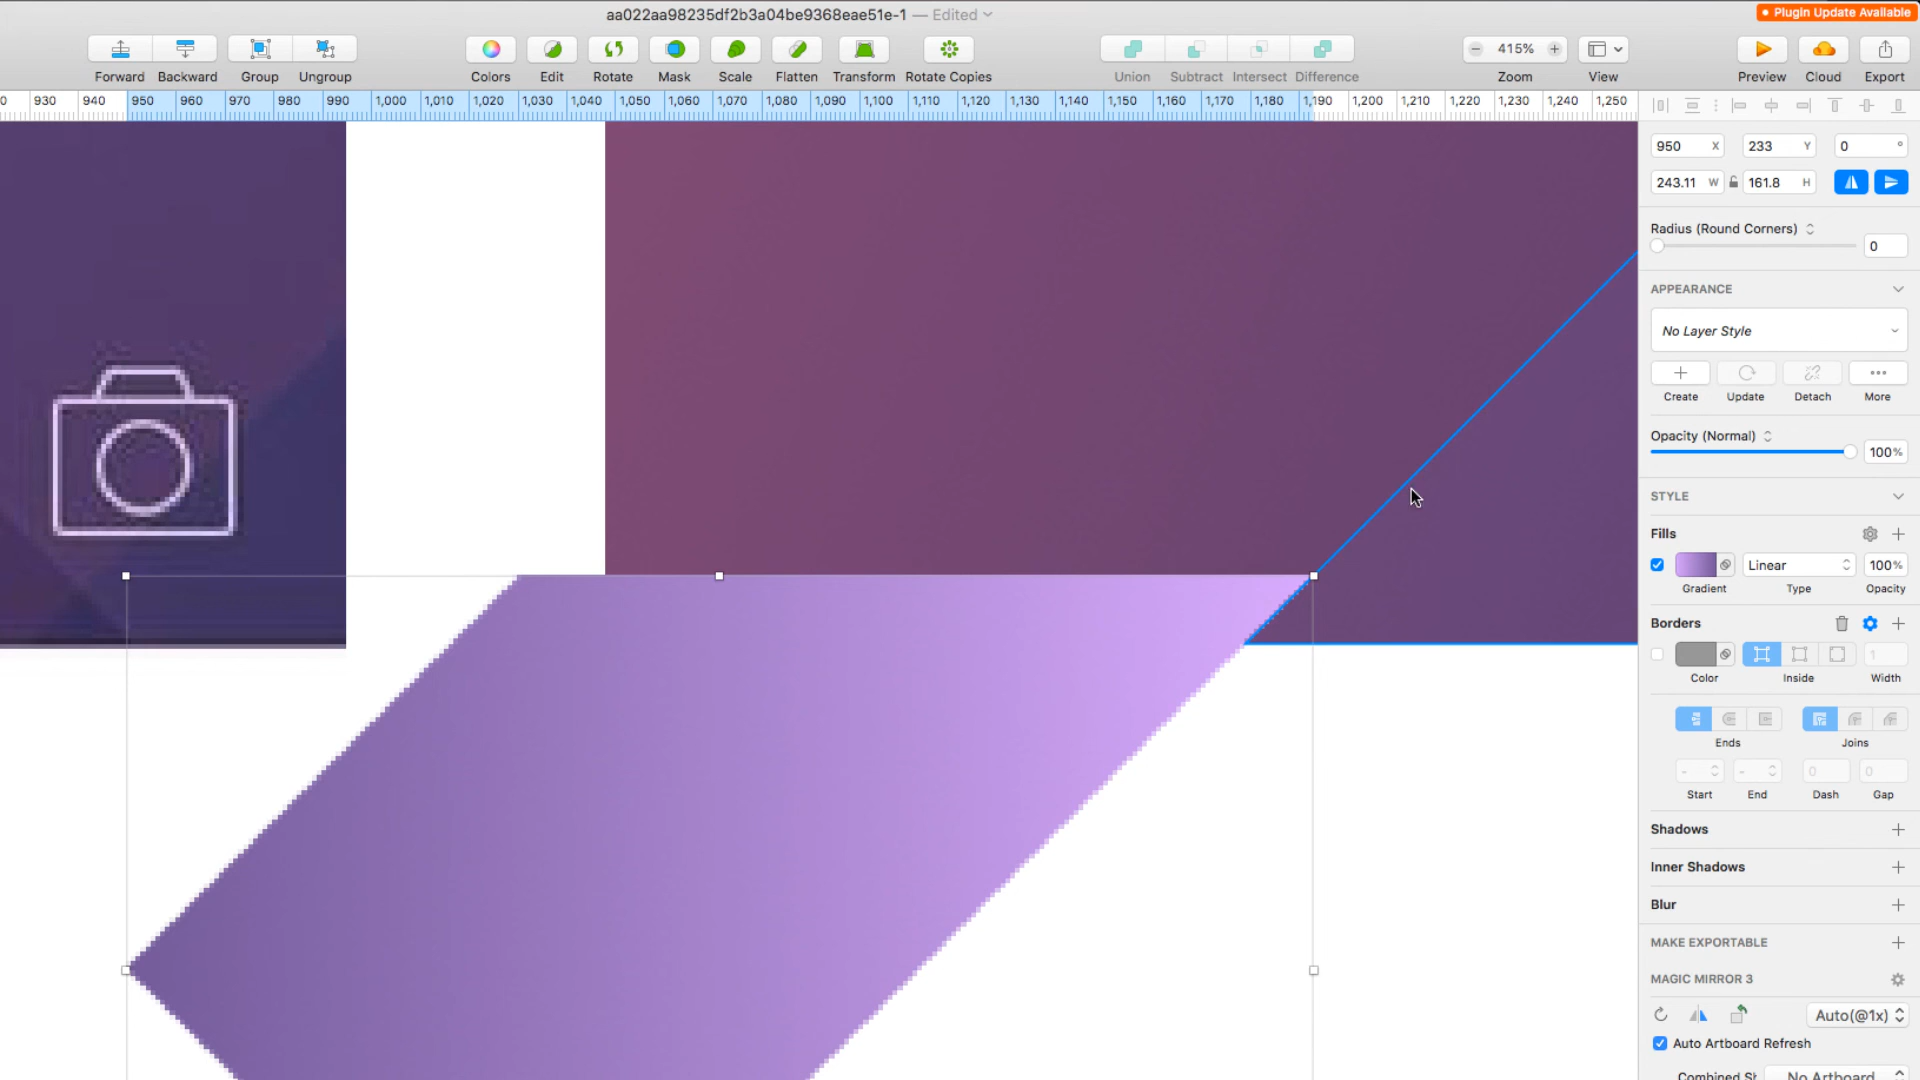 aa022aa98235df2b3a04be9368eae51e-1 — Edited
Plugin Update Available
Forward Backward Group Ungroup Colors Edit Rotate Mask Scale Flatten Transform Rotate Copies Union Subtract Intersect Difference 415% Zoom View Preview Cloud Export
0 930 940 950 960 970 980 990 1,000 1,010 1,020 1,030 1,040 1,050 1,060 1,070 1,080 1,090 1,100 1,110 1,120 1,130 1,140 1,150 1,160 1,170 1,180 1,190 1,200 1,210 1,220 1,230 1,240 1,250
950 X 233 Y 0 °
243.11 W 161.8 H
Radius (Round Corners)
0
APPEARANCE
No Layer Style
Create Update Detach More
Opacity (Normal)
100%
STYLE
Fills
Linear 100%
Gradient Type Opacity
Borders
1
Color Inside Width
Ends Joins
- - 0 0
Start End Dash Gap
Shadows
Inner Shadows
Blur
MAKE EXPORTABLE
MAGIC MIRROR 3
Auto(@1x)
Auto Artboard Refresh
No Artboard